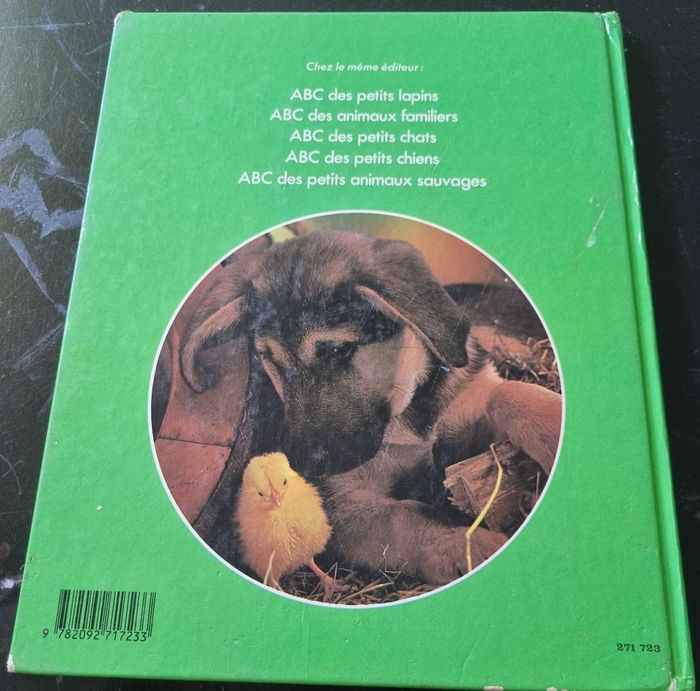 Chez le même éditeur :
ABC des petits lapins
ABC des animaux familiers
ABC des petits chats
ABC des petits chiens
ABC des petits animaux sauvages
9 782092 717233
271 723